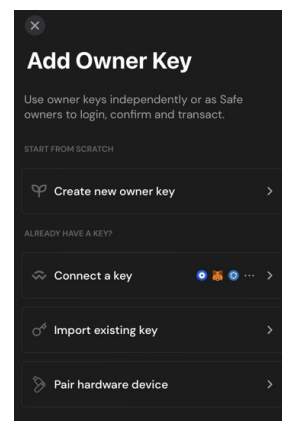 Add Owner Key
Use owner keys independently or as Safe
owners to login, confirm and transact.
START FROM SCRATCH
Create new owner key
ALREADY HAVE A KEY?
Connect a key
Import existing key
Pair hardware device